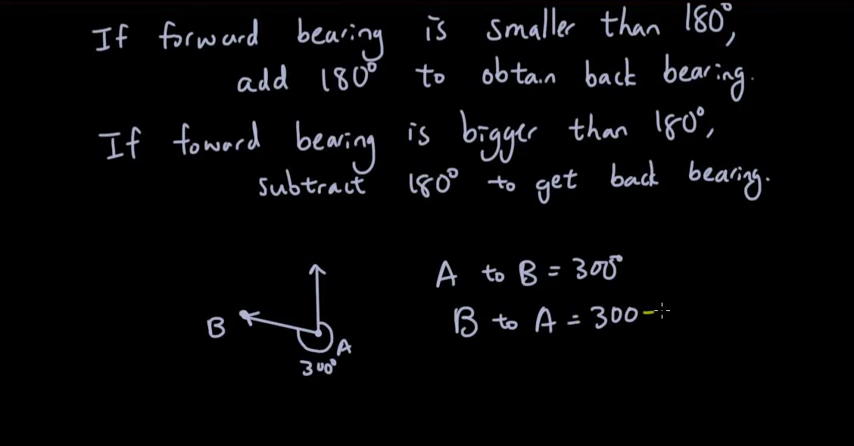 If forward bearing is smaller than 180°,
add 180° to obtain back bearing.
If foward bearing is bigger than 180°,
subtract 180° to get back bearing.
A to B = 300°
B
A
300°
B to A = 300 -